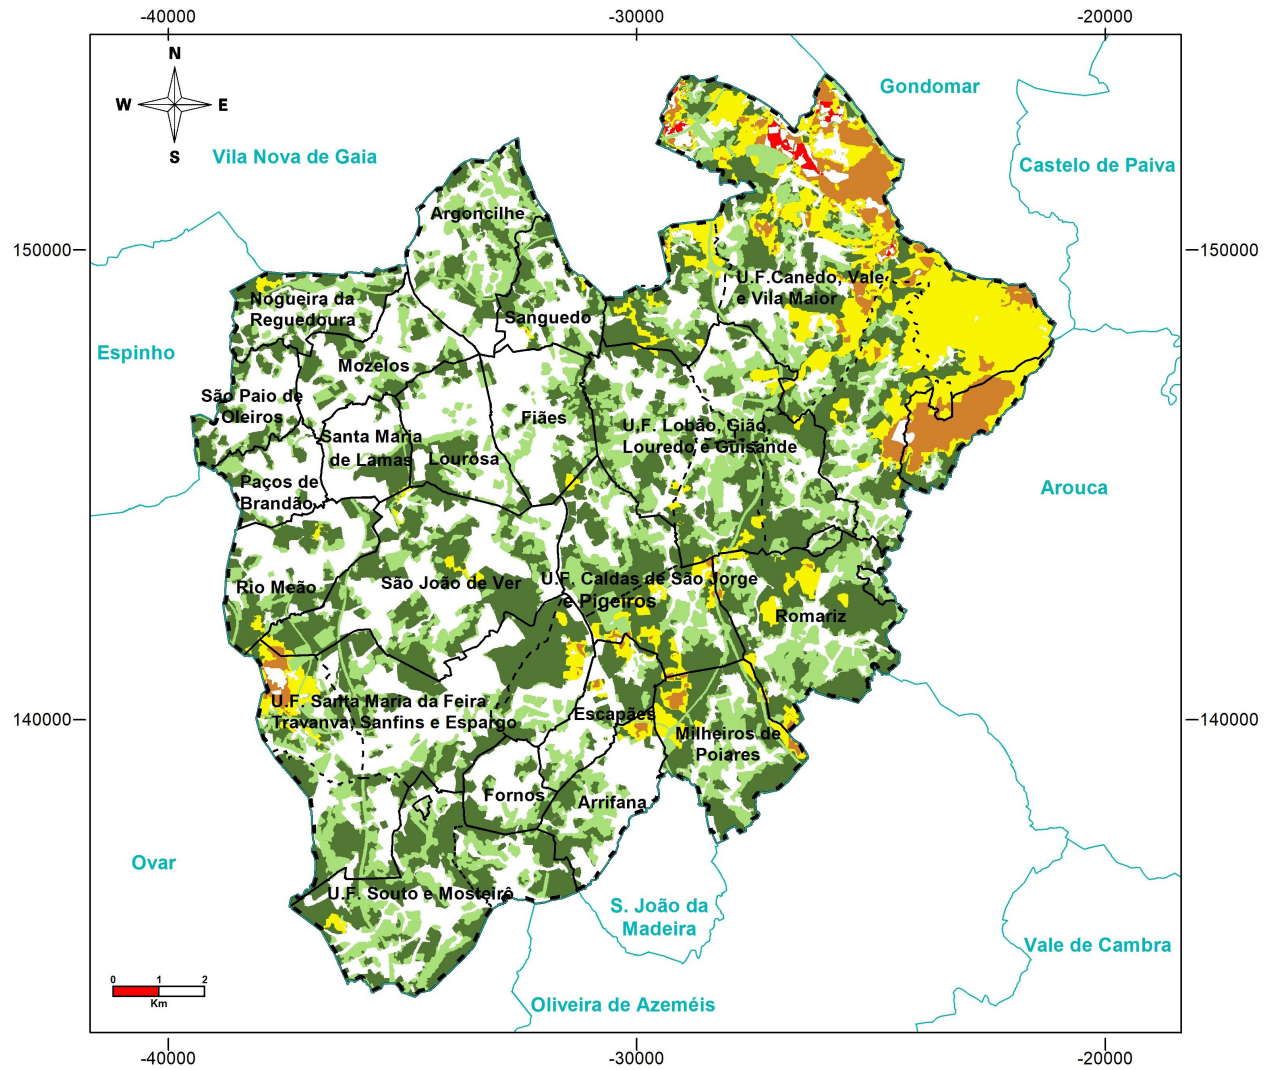 -40000
-30000
-20000
N
W
E
S
Gondomar
Vila Nova de Gaia
Castelo de Paiva
Argoncilhe
150000
150000
U.F.Canedo, Vale
e Vila Maior
Nogueira da
Reguedoura
Sanguedo
Espinho
Mozelos
São Paio de
Oleiros
Fiães
U.F. Lobão, Gião,
Louredo e Guisande
Santa Maria
de Lamas
Lourosa
Paços de
Brandão
Arouca
Rio Meão
São João de Ver
U.F. Caldas de São Jorge
e Pigeiros
Romariz
U.F. Santa Maria da Feira
Travanva, Sanfins e Espargo
Escapães
140000
140000
Milheiros de
Poiares
Fornos
Arrifana
Ovar
U.F. Souto e Mosteirô
S. João da
Madeira
Vale de Cambra
0 1 2
Km
Oliveira de Azeméis
-40000
-30000
-20000